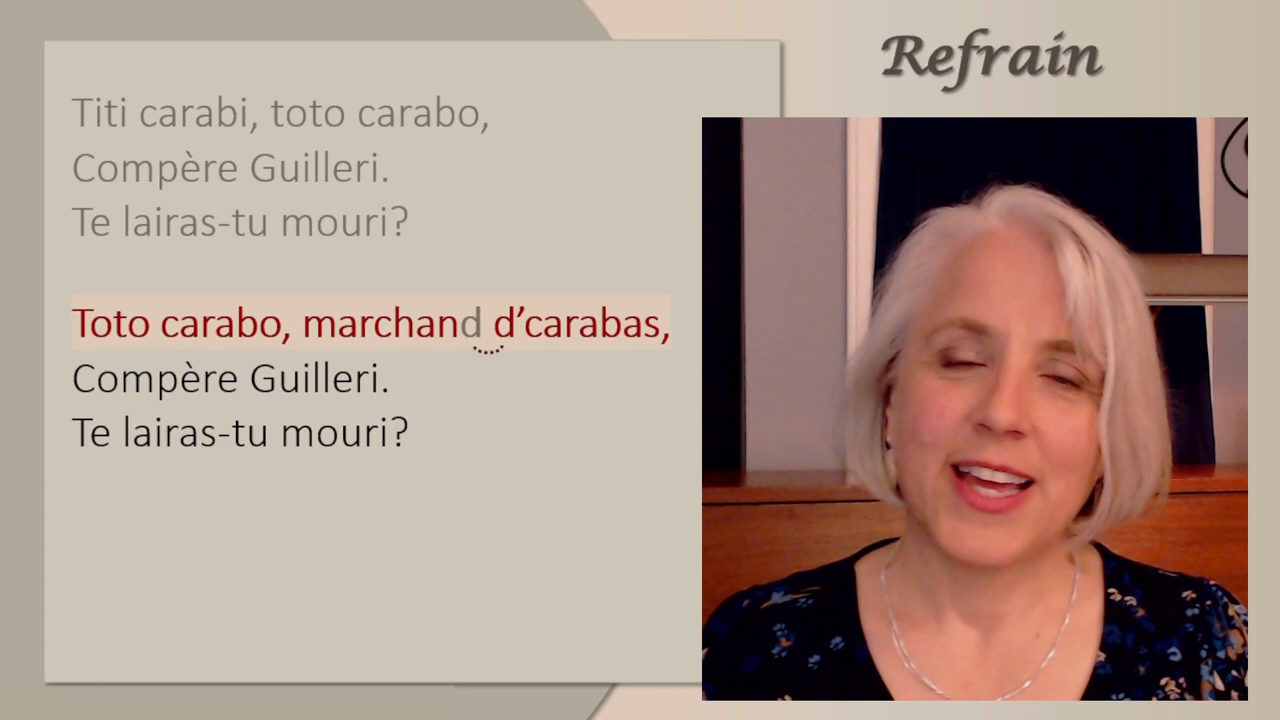 Refrain
Titi carabi, toto carabo,
Compère Guilleri.
Te lairas-tu mouri?
Toto carabo, marchand d’carabas,
Compère Guilleri.
Te lairas-tu mouri?